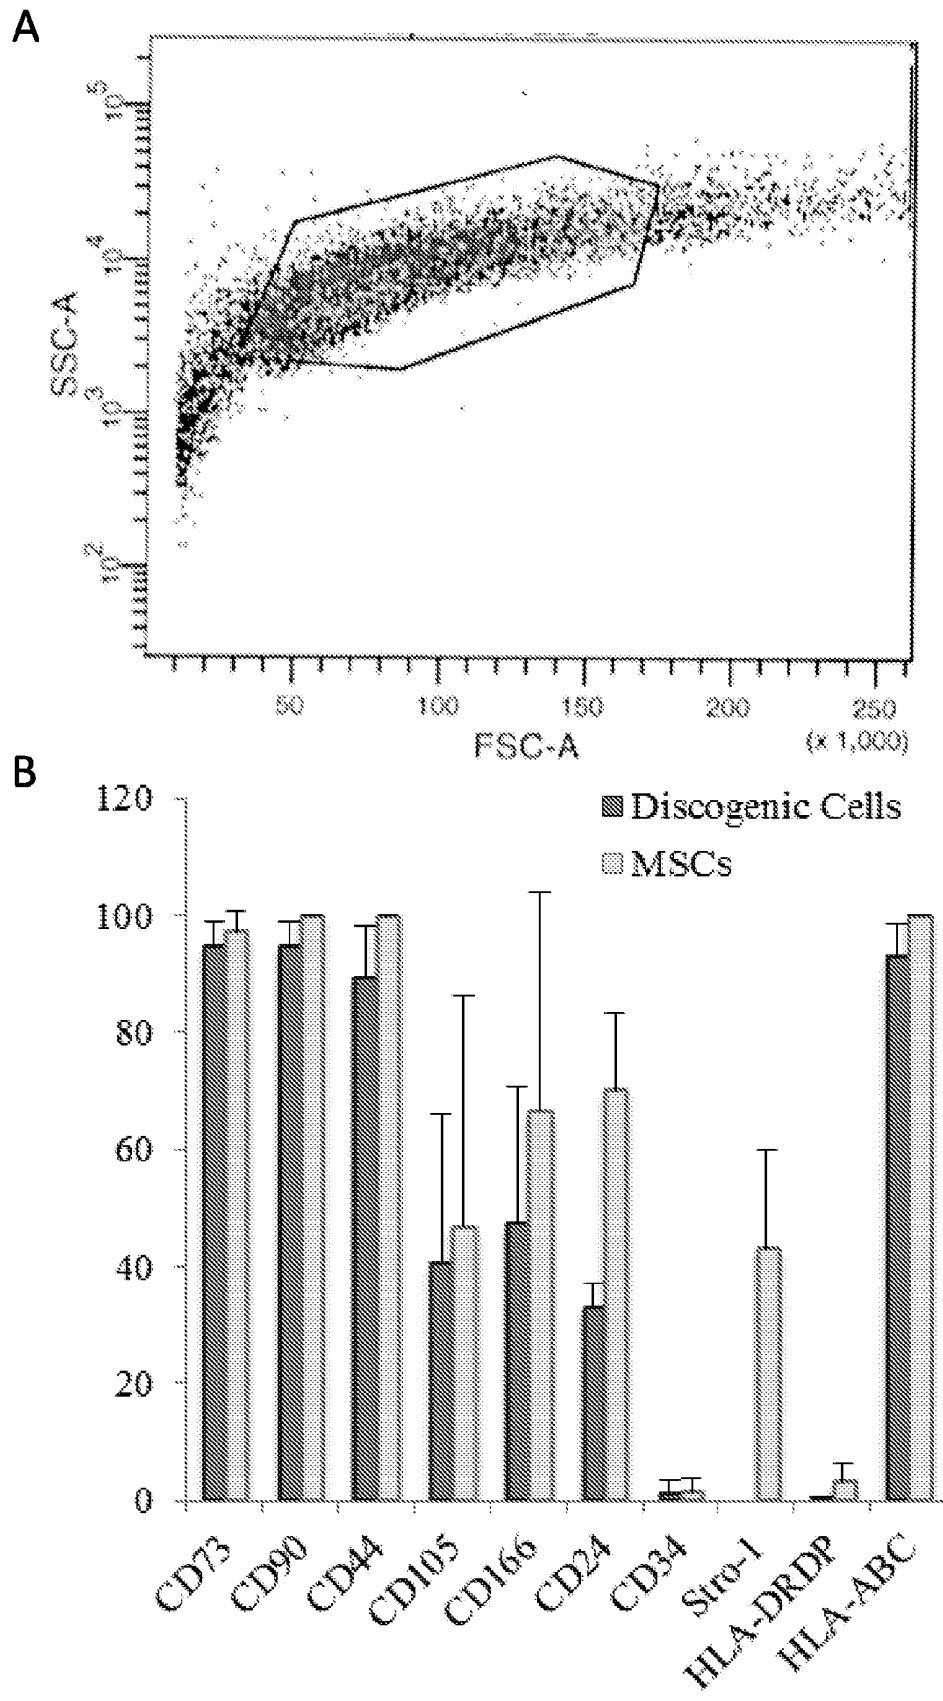 A
10^5
10^4
10^3
10^2
SSC-A
50 100 150 200 250
FSC-A (x 1,000)
B
Discogenic Cells
MSCs
120
100
80
60
40
20
0
CD73 CD90 CD44 CD105 CD166 CD24 CD34 Stro-1 HLA-DRDP HLA-ABC